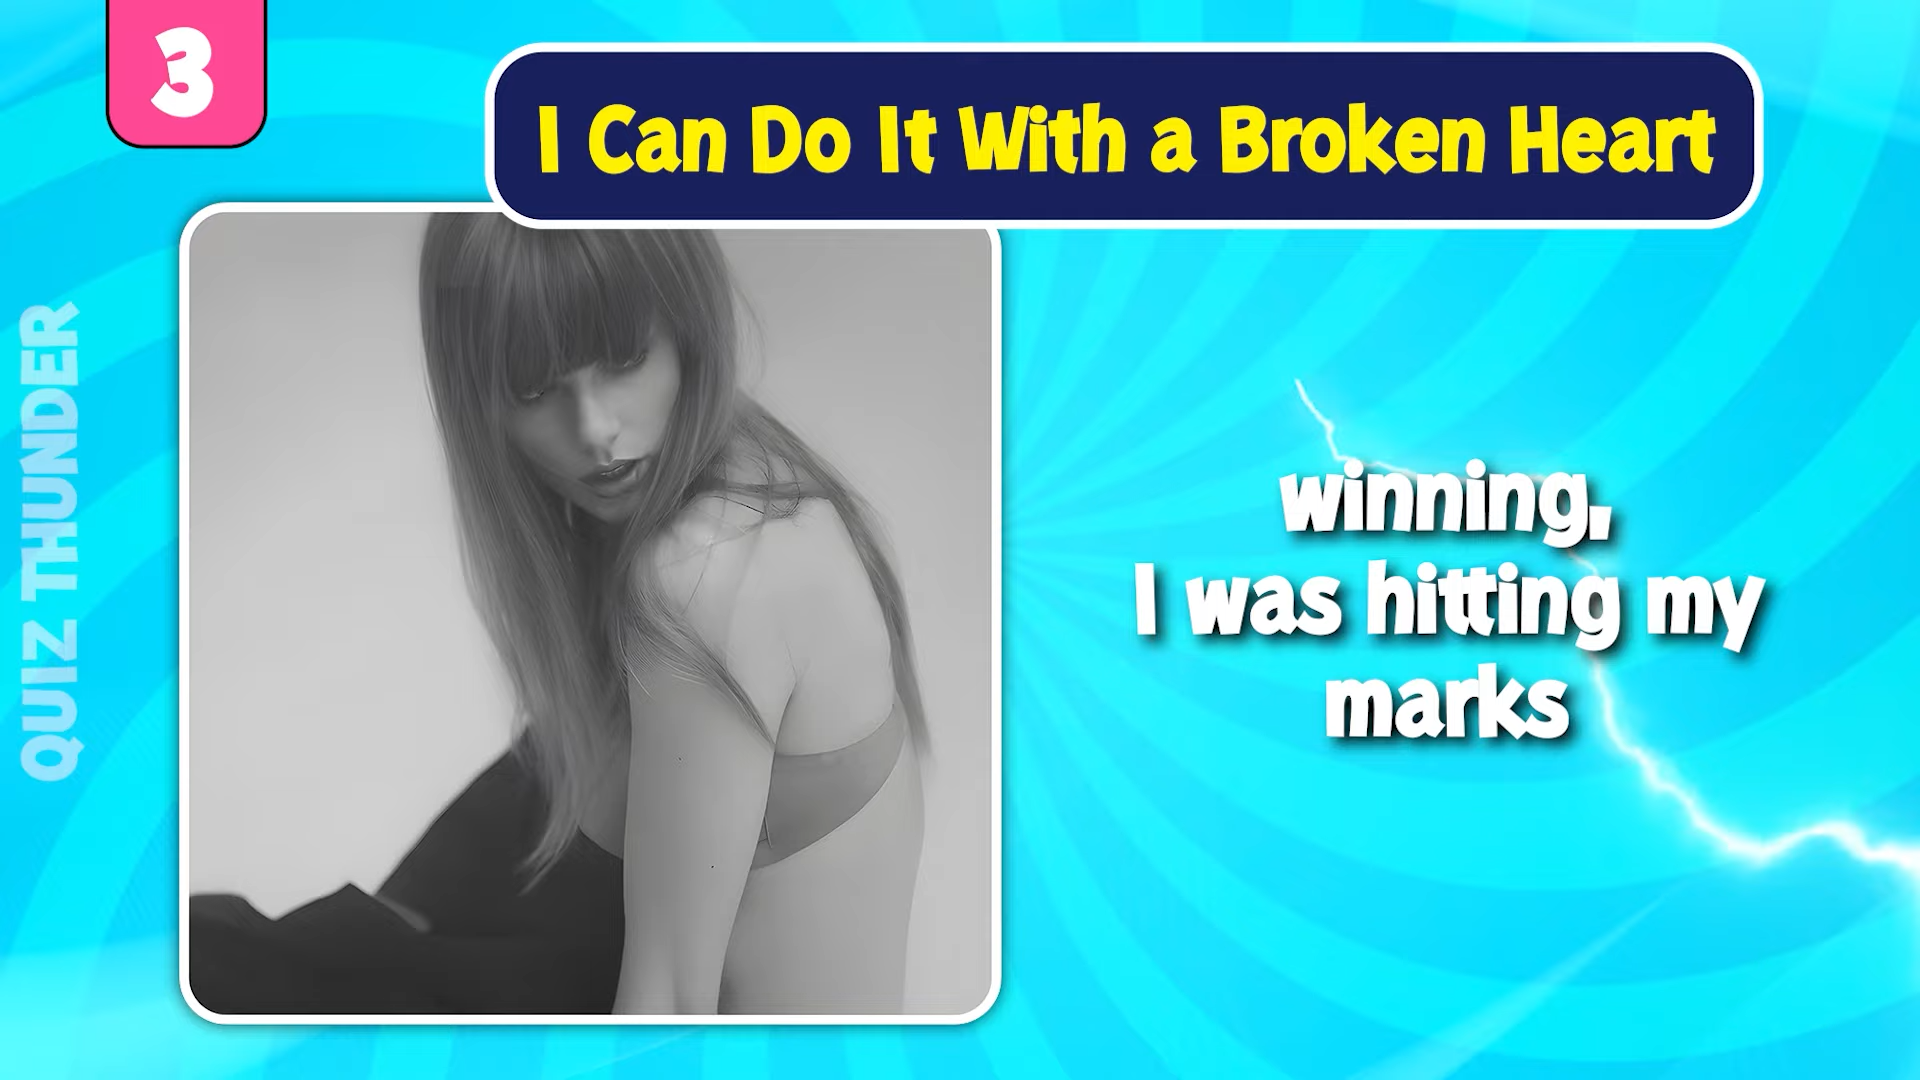 3
I Can Do It With a Broken Heart
QUIZ THUNDER
winning,
I was hitting my
marks